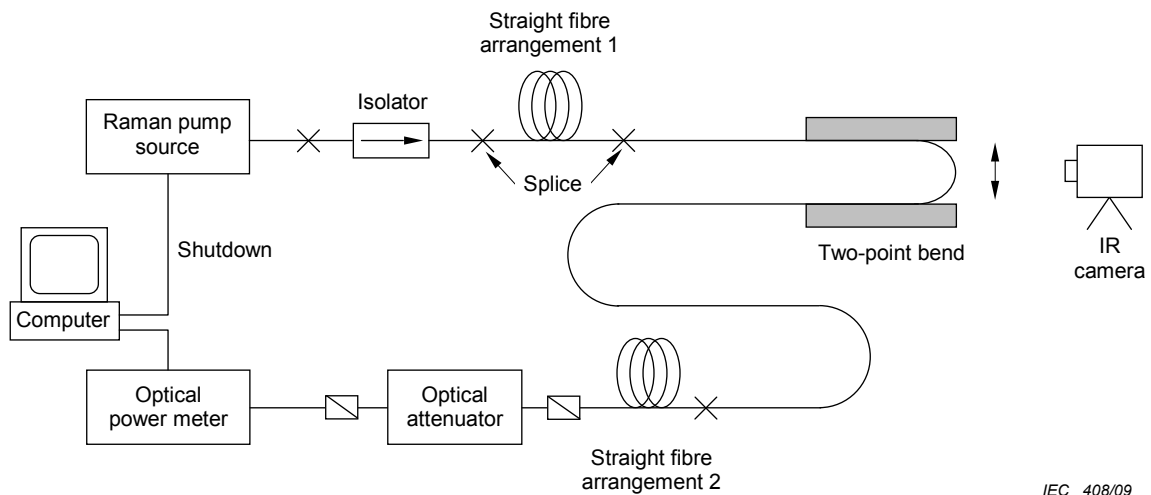 Straight fibre
arrangement 1
Isolator
Raman pump
source
Splice
Shutdown
Two-point bend
IR
camera
Computer
Optical
power meter
Optical
attenuator
Straight fibre
arrangement 2
IEC 408/09